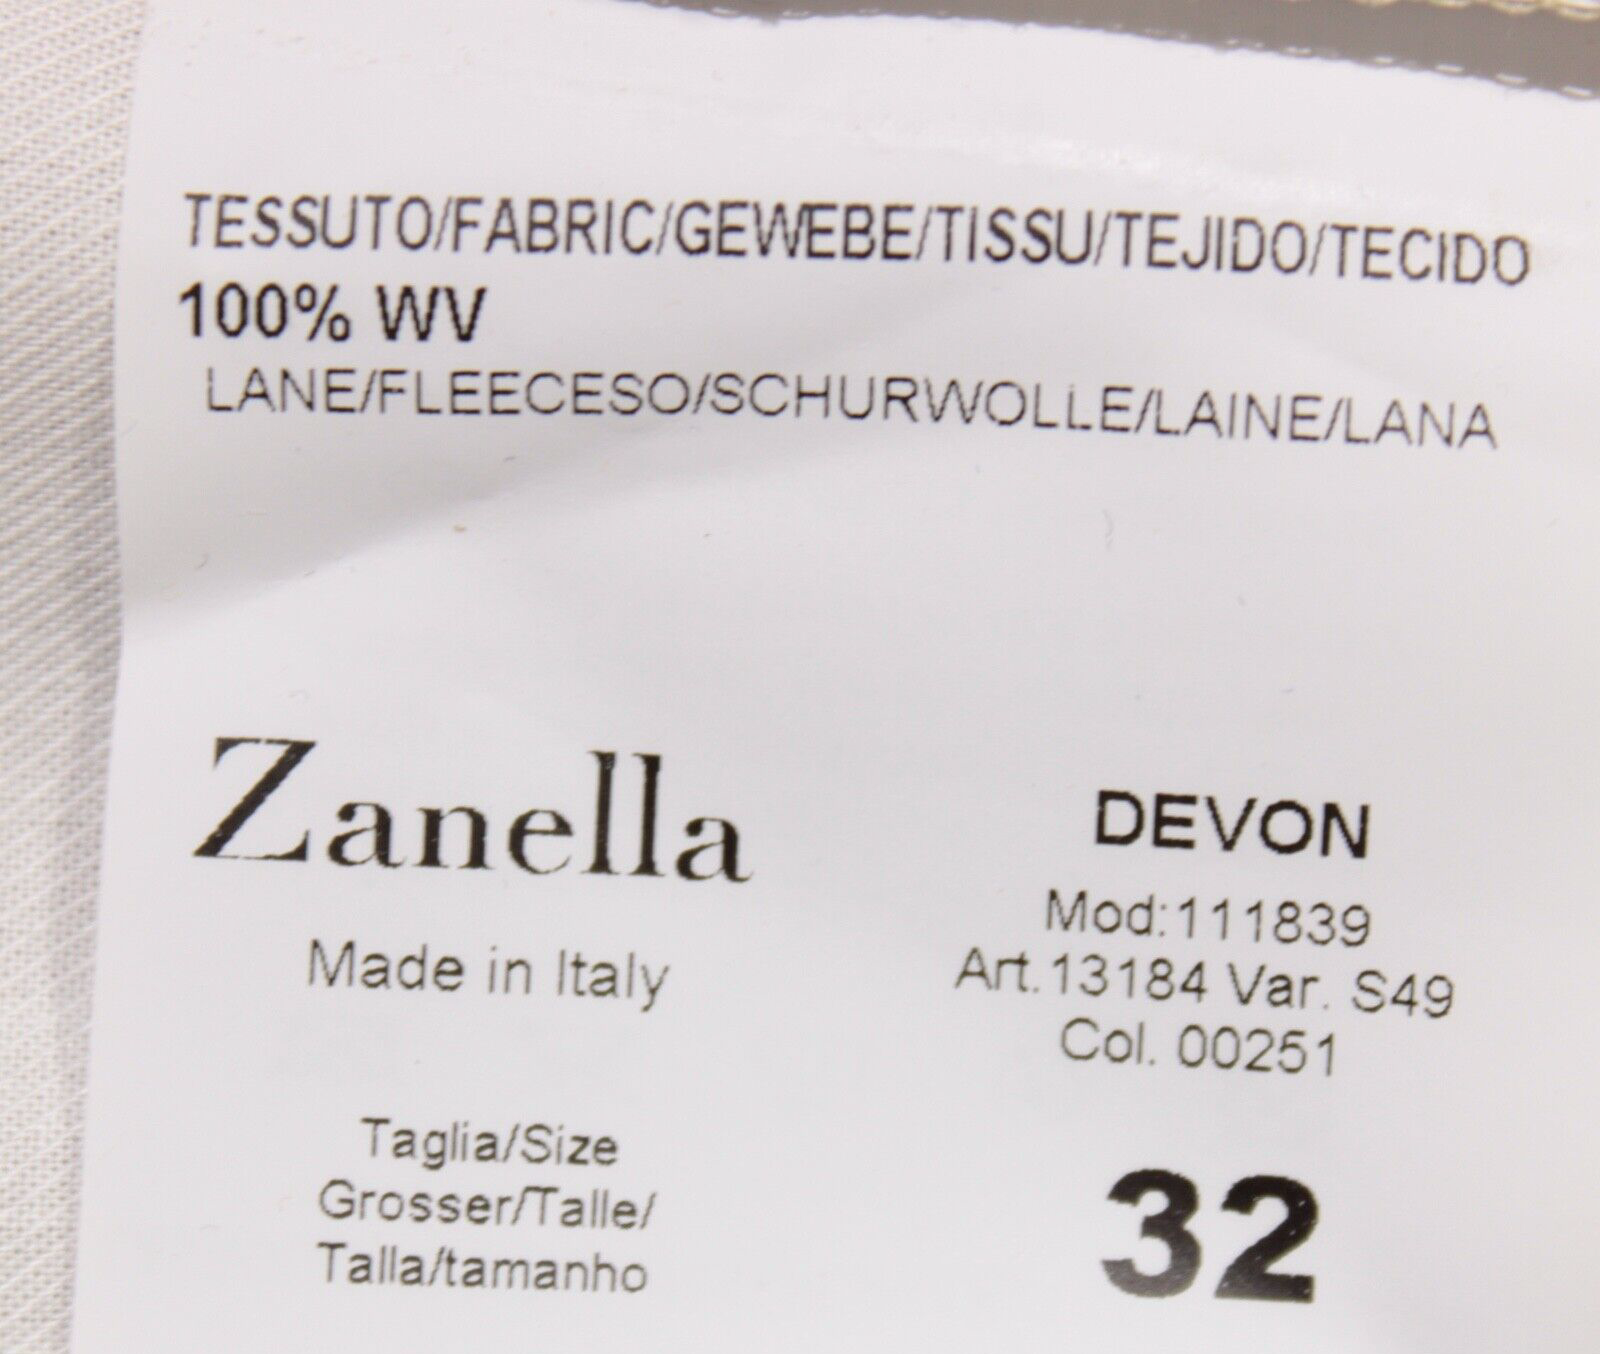 TESSUTO/FABRIC/GEWEBE/TISSU/TEJIDO/TECIDO
100% WV
LANE/FLEECESO/SCHURWOLLE/LAINE/LANA
Zanella
Made in Italy
DEVON
Mod:111839
Art.13184 Var. S49
Col. 00251
Taglia/Size
Grosser/Talle/
Talla/tamanho
32